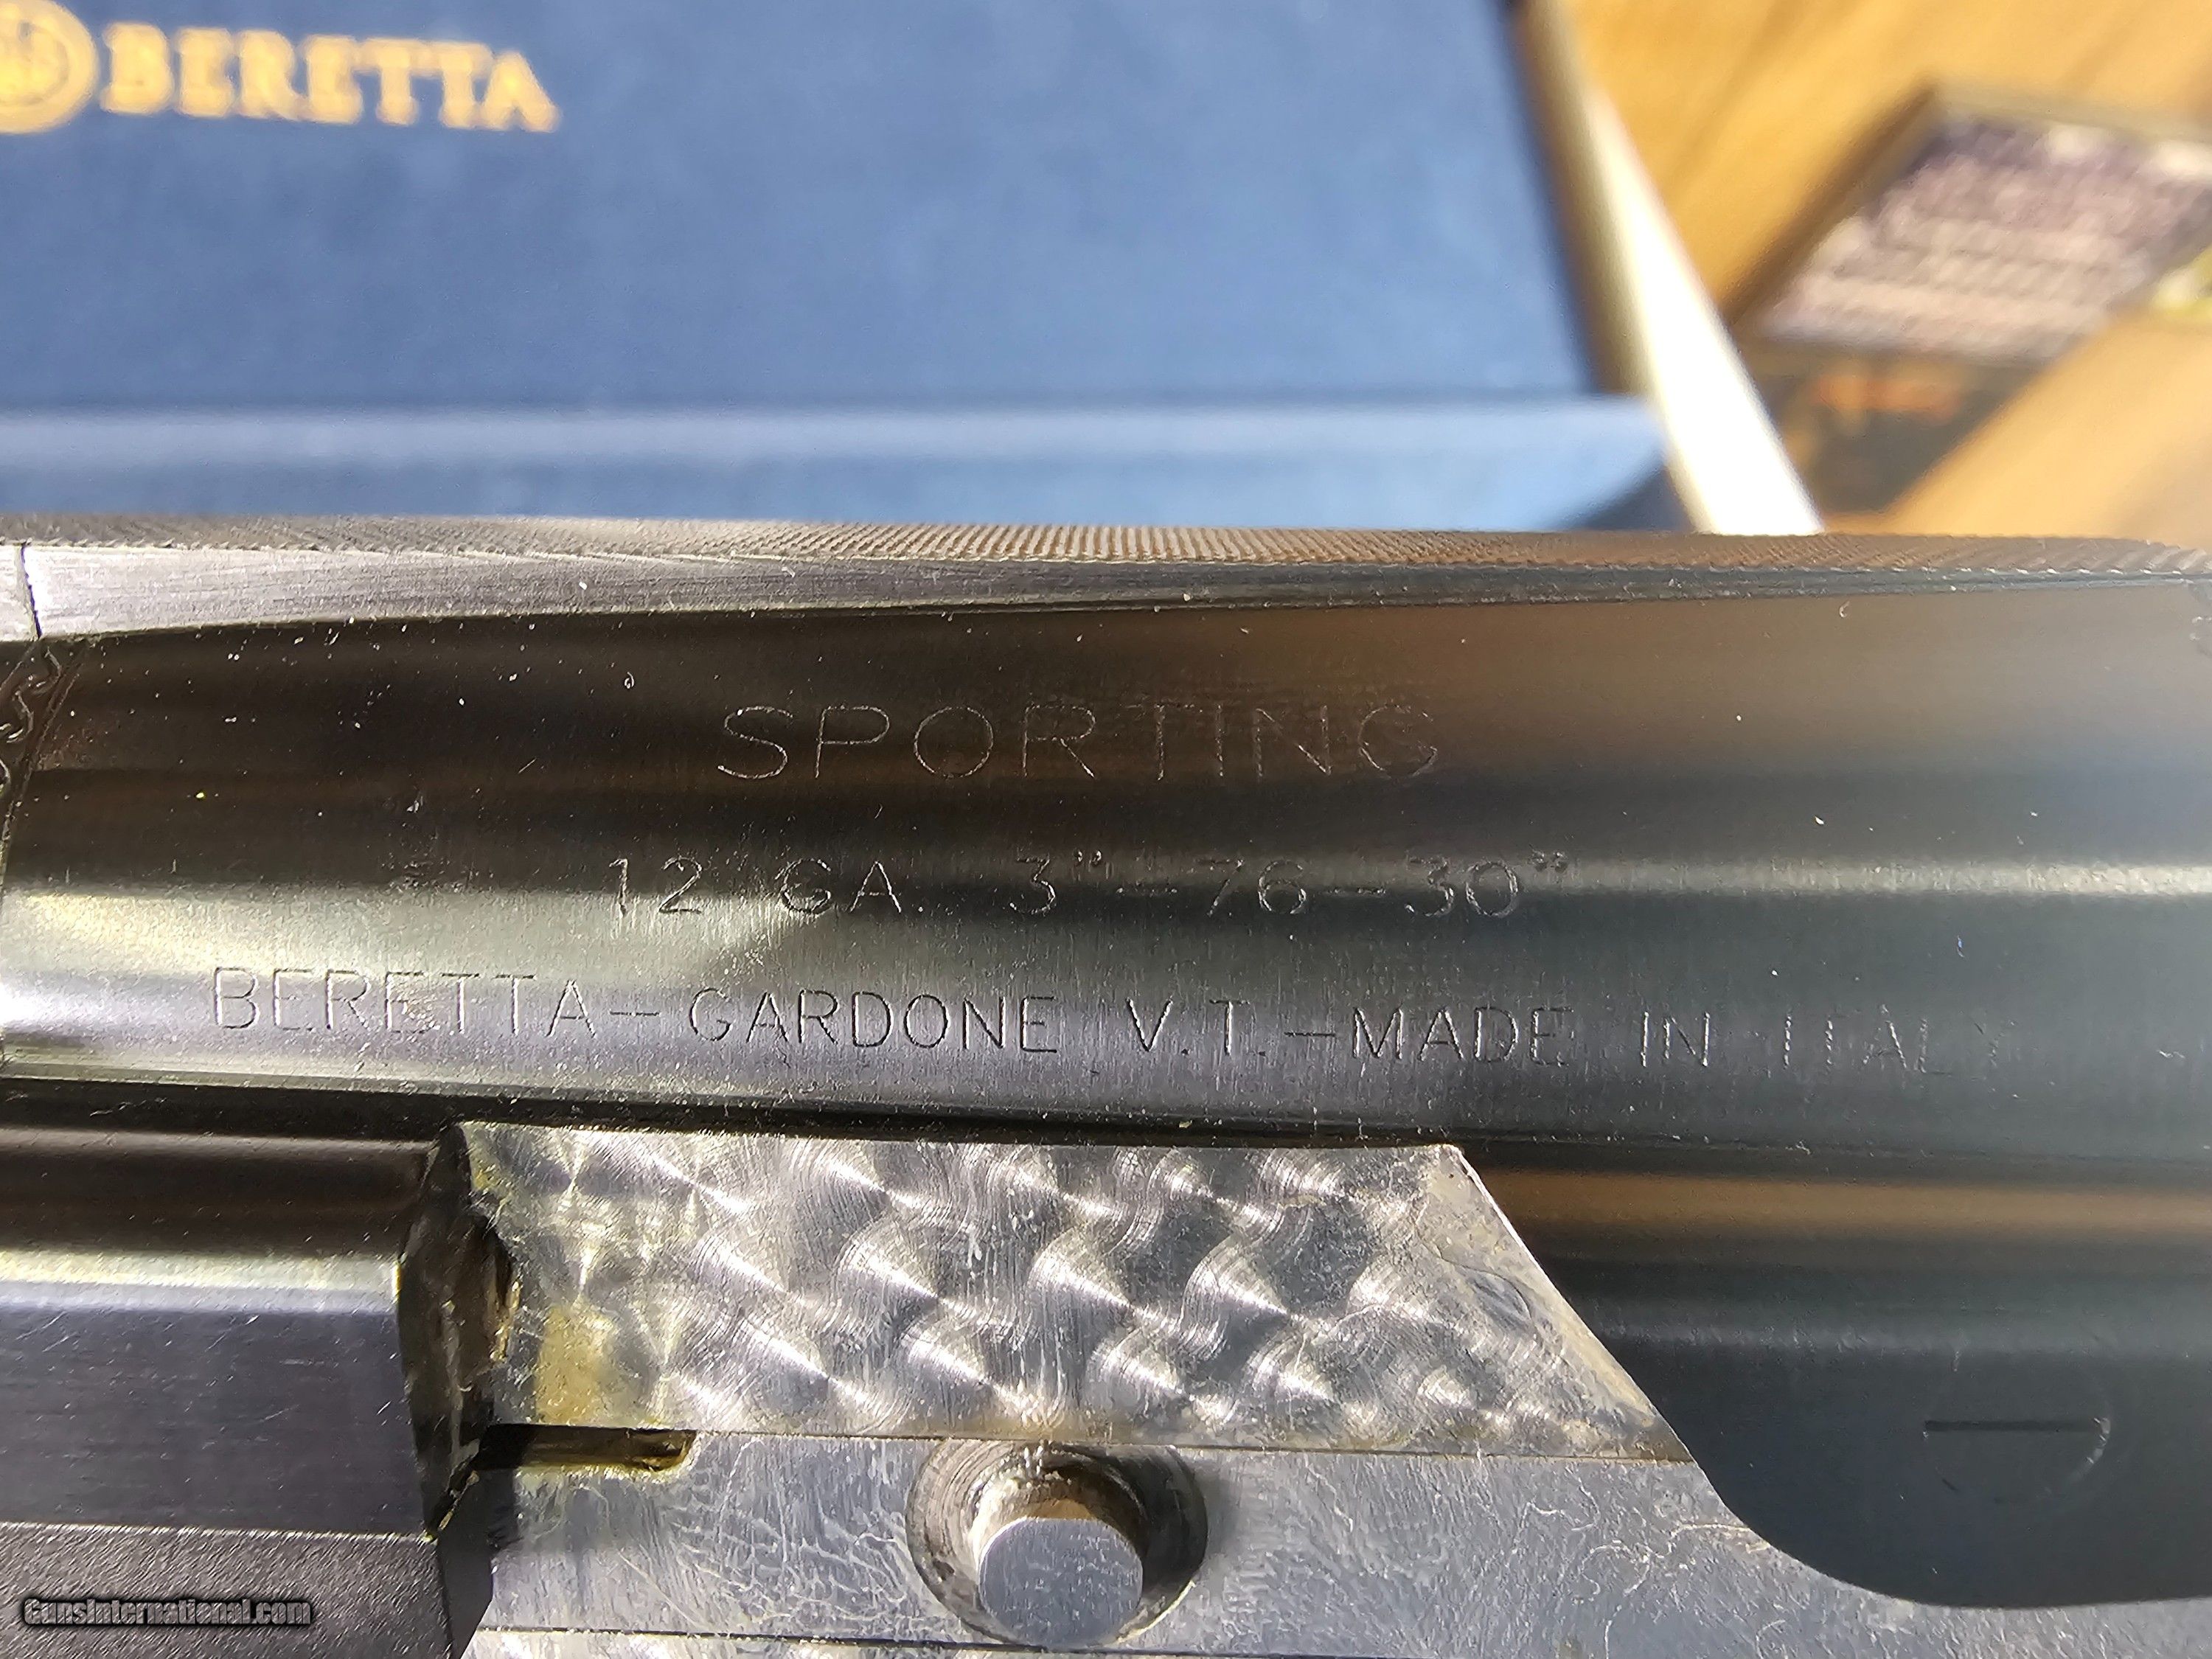 BERETTA
SPORTING
12 GA. 3"-76-30"
BERETTA-GARDONE V.T.-MADE IN ITALY
GunsInternational.com